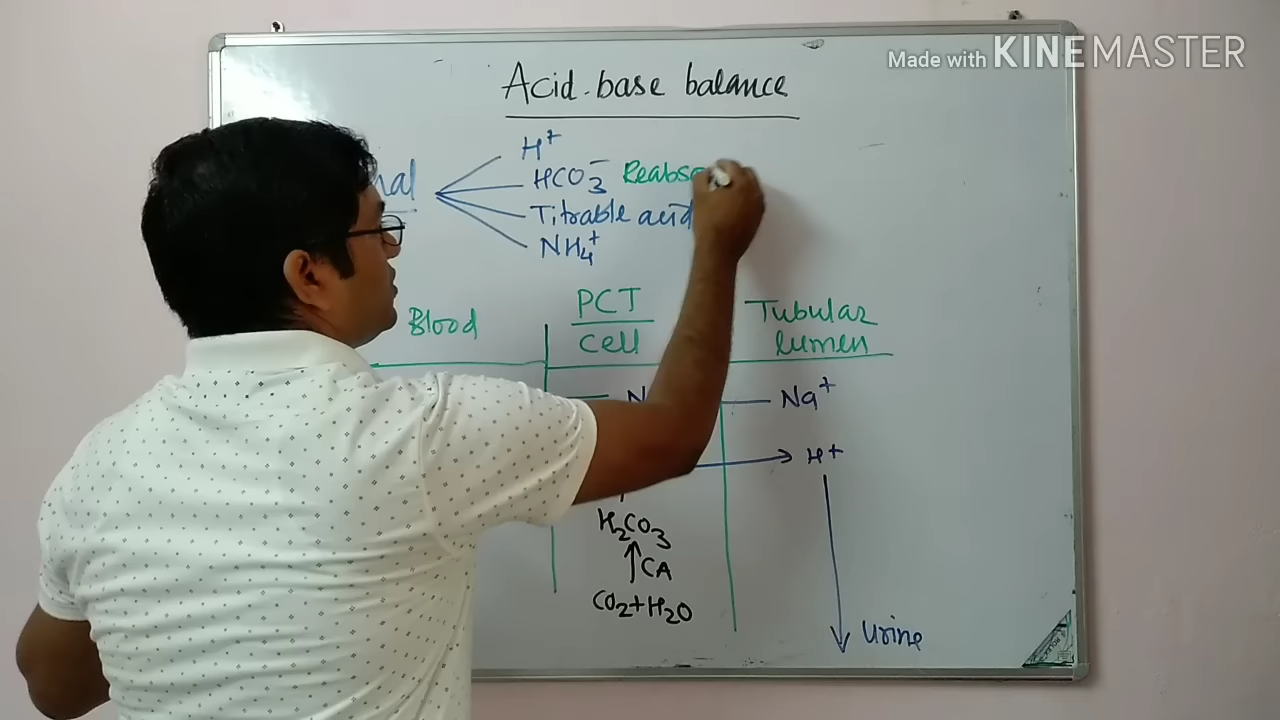 Made with KINEMASTER
Acid-base balance
H+
HCO3- Reabso
Titrable acid
NH4+
Blood
PCT
cell
Tubular
lumen
Na+
H+
H2CO3
CA
CO2+H2O
Urine